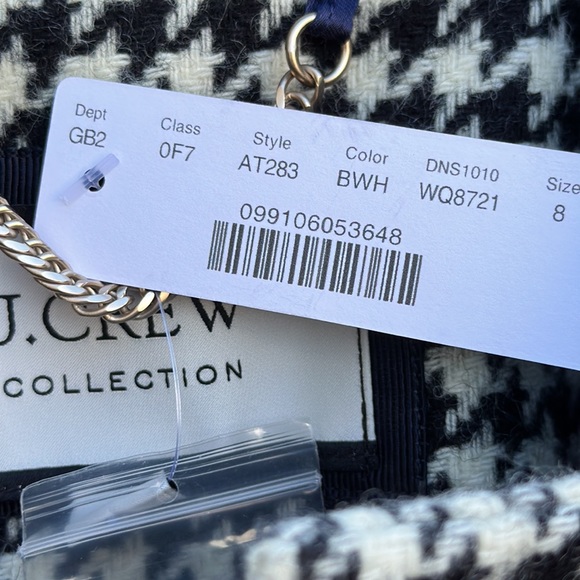 Dept Class Style Color DNS1010 Size
GB2 0F7 AT283 BWH WQ8721 8
099106053648
J.CREW
COLLECTION